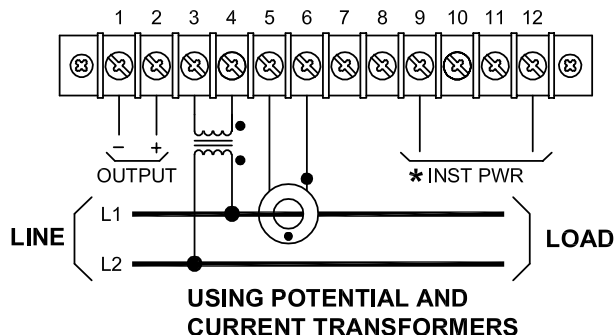 1 2 3 4 5 6 7 8 9 10 11 12
− +
OUTPUT
* INST PWR
L1
LINE
LOAD
L2
USING POTENTIAL AND
CURRENT TRANSFORMERS